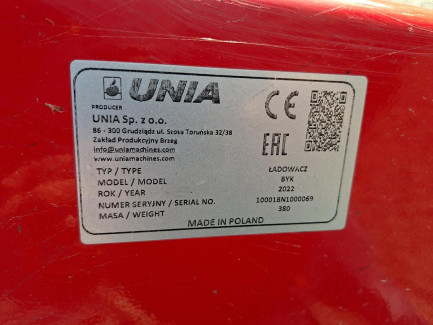 UNIA
CE
PRODUCER
UNIA Sp. z o.o.
86 - 300 Grudziądz ul. Szosa Toruńska 32/38
Zakład Produkcyjny Brzeg
info@uniamachines.com
www.uniamachines.com
EAC
TYP / TYPE ŁADOWACZ
MODEL / MODEL BYK
ROK / YEAR 2022
NUMER SERYJNY / SERIAL NO. 100018N1000069
MASA / WEIGHT 380
MADE IN POLAND